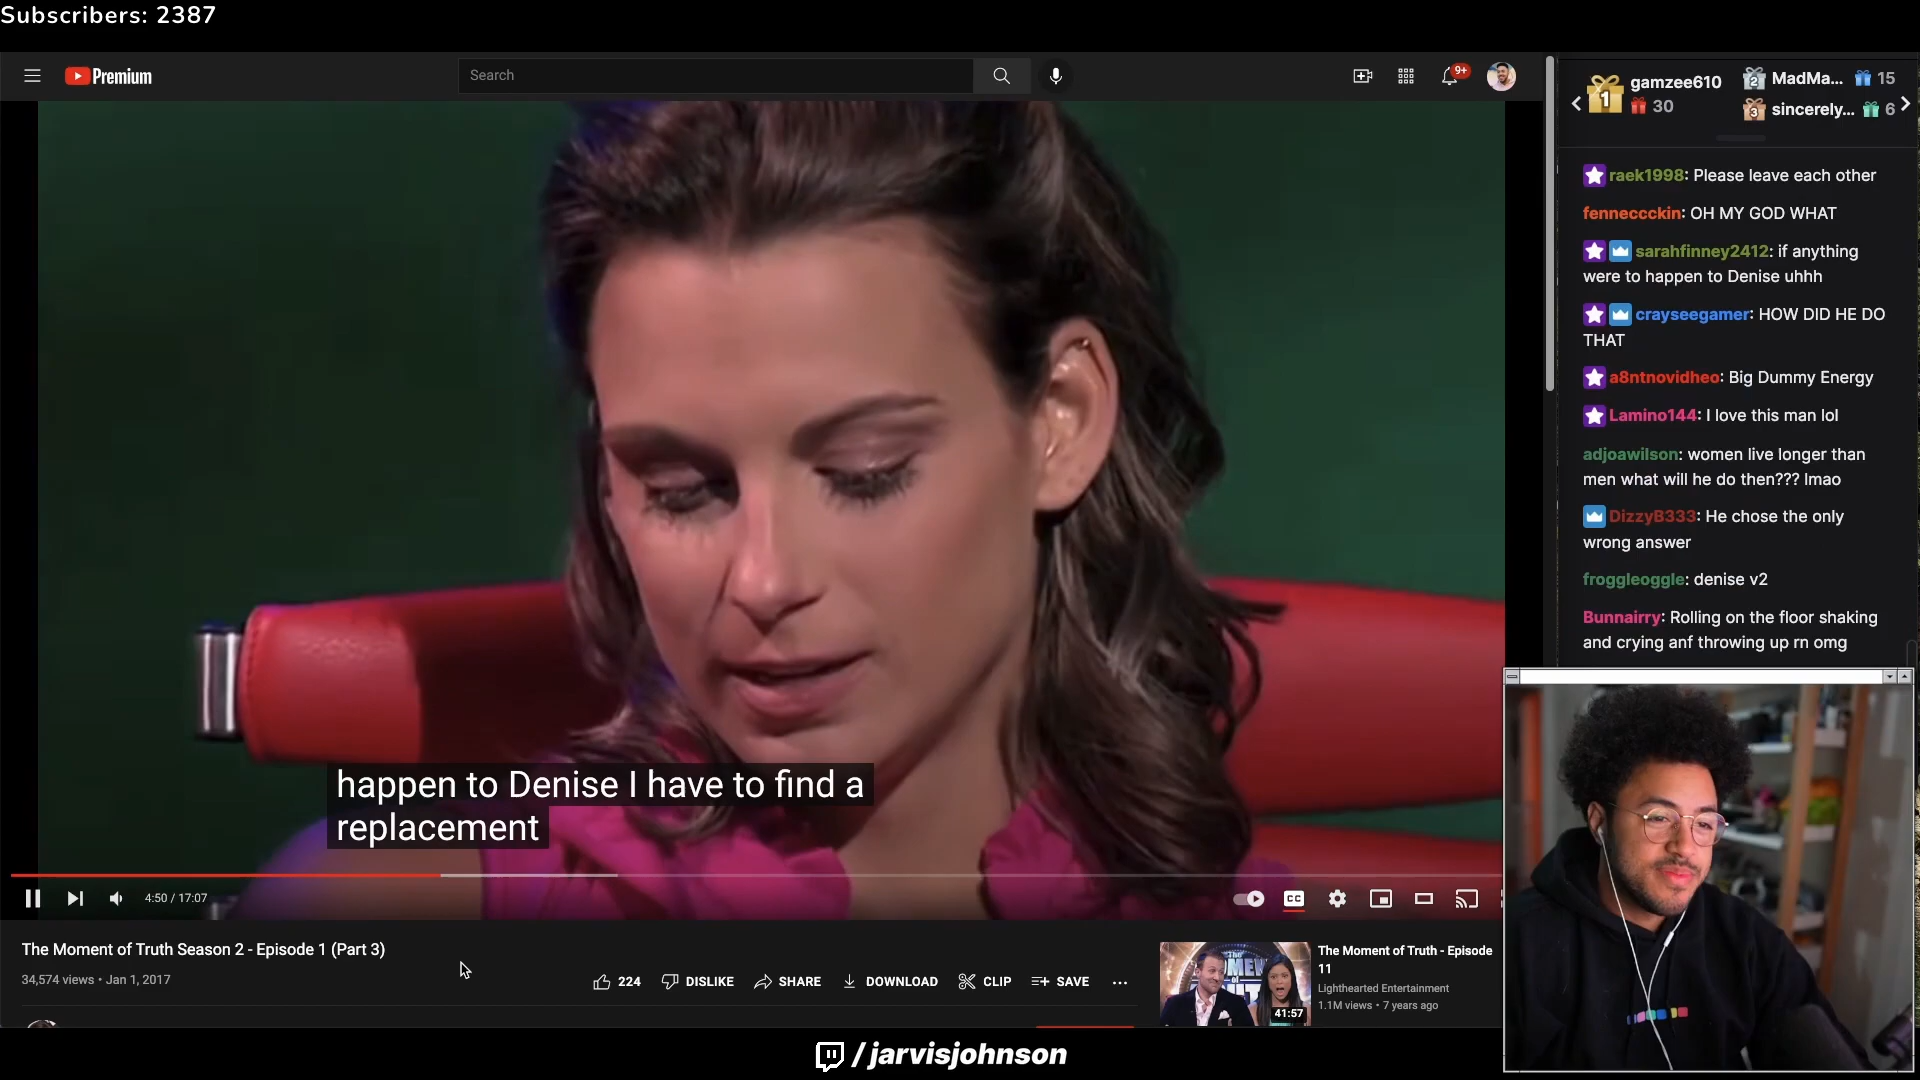 Subscribers: 2387
Premium
Search
9+
1
gamzee610
30
2
MadMa...
15
3
sincerely...
6
raek1998: Please leave each other
fenneccckin: OH MY GOD WHAT
sarahfinney2412: if anything
were to happen to Denise uhhh
crayseegamer: HOW DID HE DO
THAT
a8ntnovidheo: Big Dummy Energy
Lamino144: I love this man lol
adjoawilson: women live longer than
men what will he do then??? lmao
DizzyB333: He chose the only
wrong answer
froggleoggle: denise v2
Bunnairry: Rolling on the floor shaking
and crying anf throwing up rn omg
happen to Denise I have to find a
replacement
4:50 / 17:07
CC
The Moment of Truth Season 2 - Episode 1 (Part 3)
34,574 views • Jan 1, 2017
224
DISLIKE
SHARE
DOWNLOAD
CLIP
SAVE
41:57
The Moment of Truth - Episode
11
Lighthearted Entertainment
1.1M views • 7 years ago
/jarvisjohnson